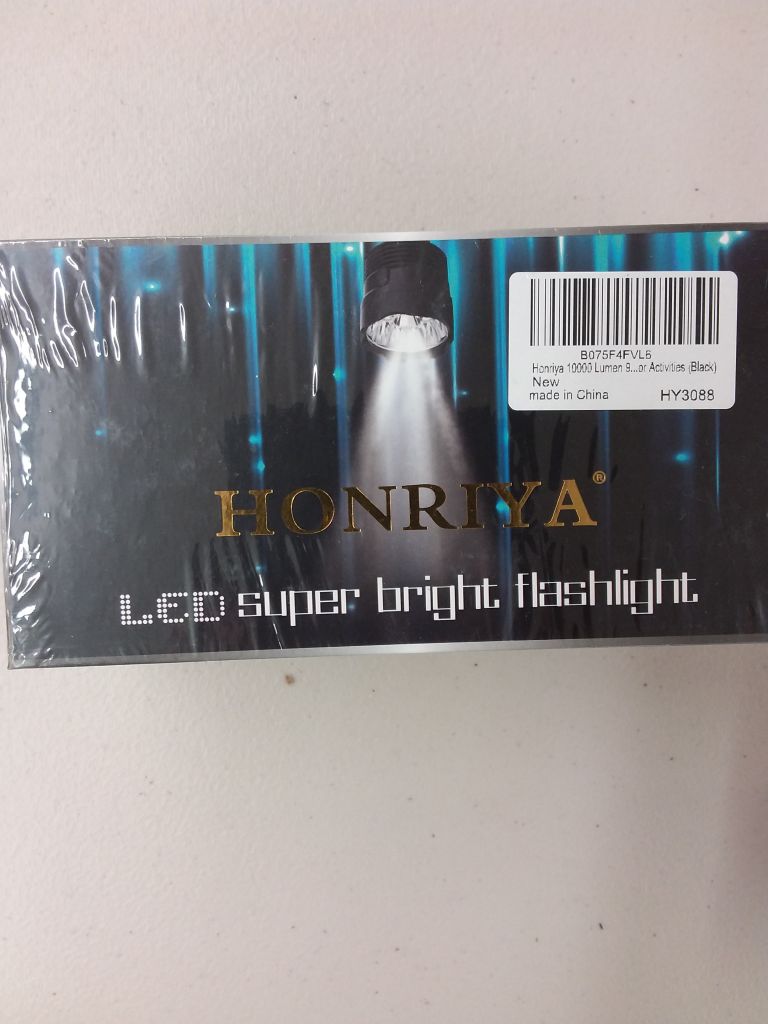 B075F4FVL6
Honriya 10000 Lumen 9...or Activities (Black)
New
made in China HY3088
HONRIYA®
LED super bright flashlight